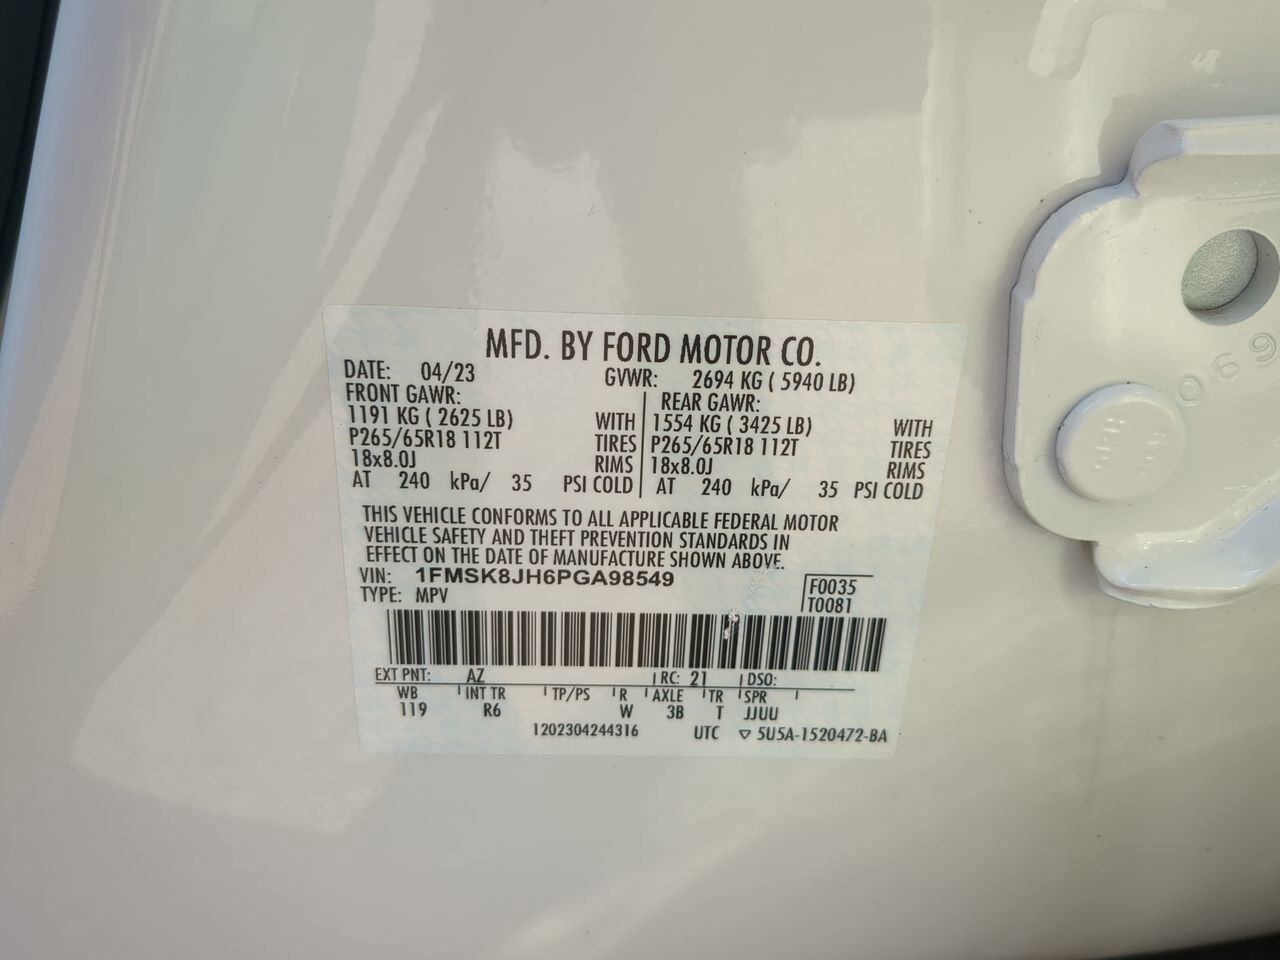 MFD. BY FORD MOTOR CO.
DATE: 04/23 GVWR: 2694 KG ( 5940 LB)
FRONT GAWR: REAR GAWR:
1191 KG ( 2625 LB) WITH 1554 KG ( 3425 LB) WITH
P265/65R18 112T TIRES P265/65R18 112T TIRES
18x8.0J RIMS 18x8.0J RIMS
AT 240 kPa/ 35 PSI COLD AT 240 kPa/ 35 PSI COLD
THIS VEHICLE CONFORMS TO ALL APPLICABLE FEDERAL MOTOR
VEHICLE SAFETY AND THEFT PREVENTION STANDARDS IN
EFFECT ON THE DATE OF MANUFACTURE SHOWN ABOVE.
VIN: 1FMSK8JH6PGA98549 F0035
TYPE: MPV T0081
EXT PNT: AZ RC: 21 DSO:
WB INT TR TP/PS R AXLE TR SPR
119 R6 W 3B T JJUU
1202304244316 UTC ▽ 5U5A-1520472-BA
069